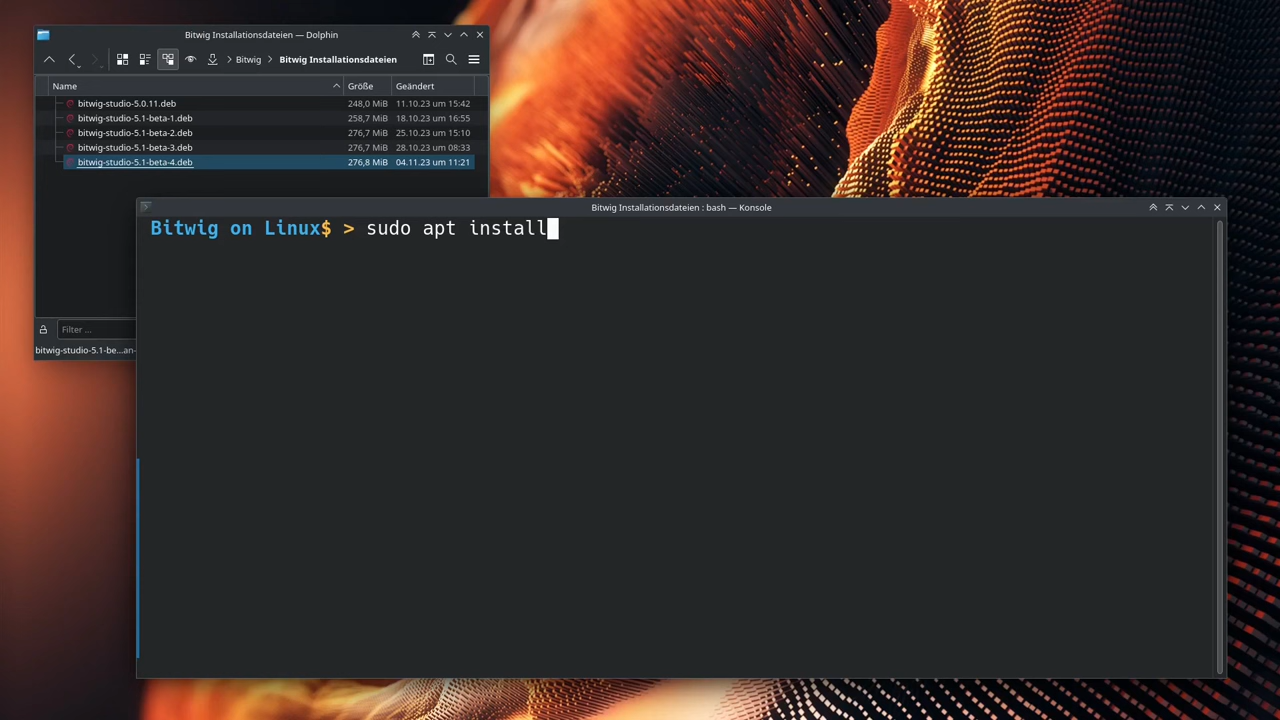 Bitwig Installationsdateien — Dolphin
Bitwig Bitwig Installationsdateien
Name Größe Geändert
bitwig-studio-5.0.11.deb 248,0 MiB 11.10.23 um 15:42
bitwig-studio-5.1-beta-1.deb 258,7 MiB 18.10.23 um 16:55
bitwig-studio-5.1-beta-2.deb 276,7 MiB 25.10.23 um 15:10
bitwig-studio-5.1-beta-3.deb 276,7 MiB 28.10.23 um 08:33
bitwig-studio-5.1-beta-4.deb 276,8 MiB 04.11.23 um 11:21
Filter ...
bitwig-studio-5.1-be...an-
Bitwig Installationsdateien : bash — Konsole
Bitwig on Linux$ > sudo apt install